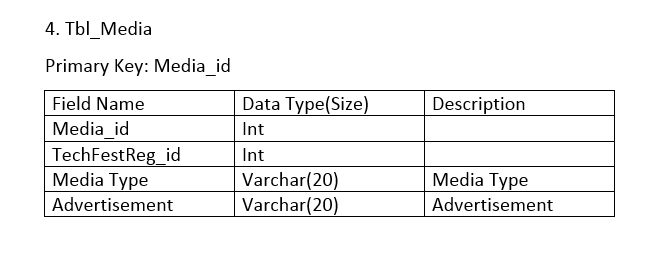 4. Tbl_Media
Primary Key: Media_id
Field Name Data Type(Size) Description
Media_id Int
TechFestReg_id Int
Media Type Varchar(20) Media Type
Advertisement Varchar(20) Advertisement